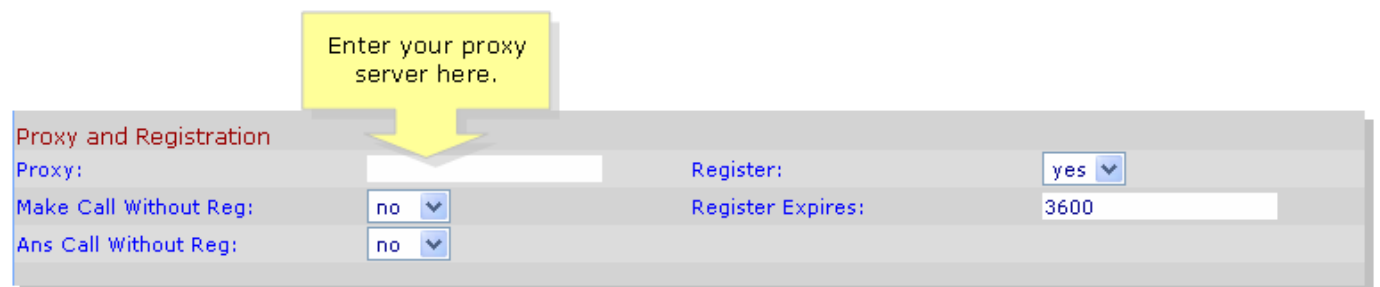 Enter your proxy
server here.
Proxy and Registration
Proxy: Register: yes
Make Call Without Reg: no Register Expires: 3600
Ans Call Without Reg: no